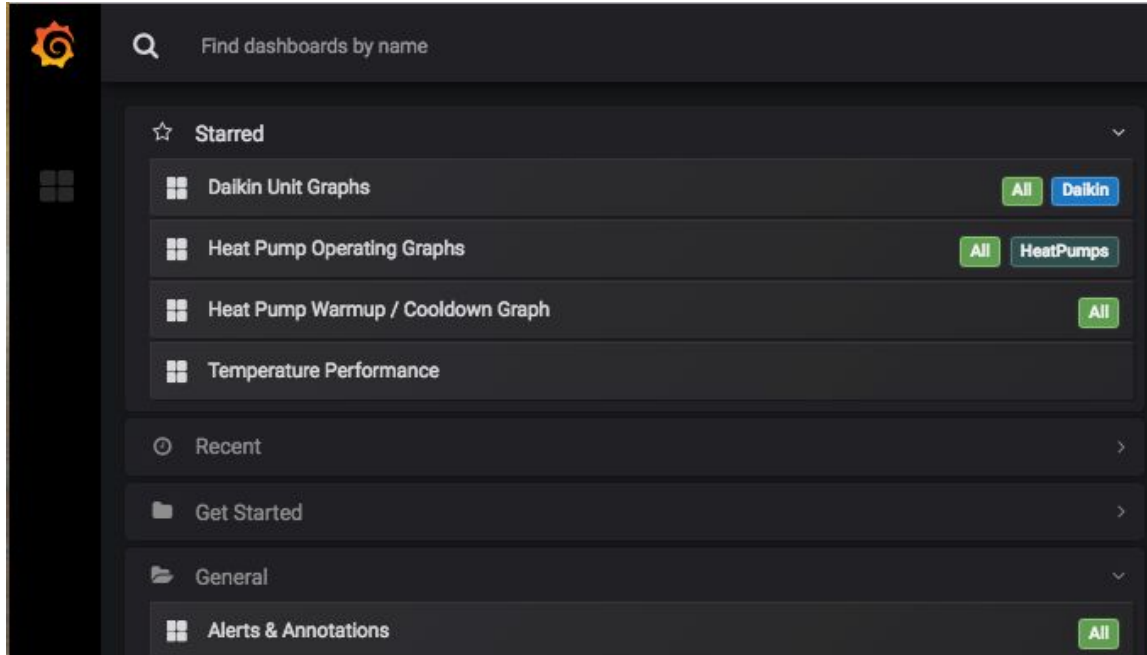 Find dashboards by name
Starred
Daikin Unit Graphs All Daikin
Heat Pump Operating Graphs All HeatPumps
Heat Pump Warmup / Cooldown Graph All
Temperature Performance
Recent
Get Started
General
Alerts & Annotations All